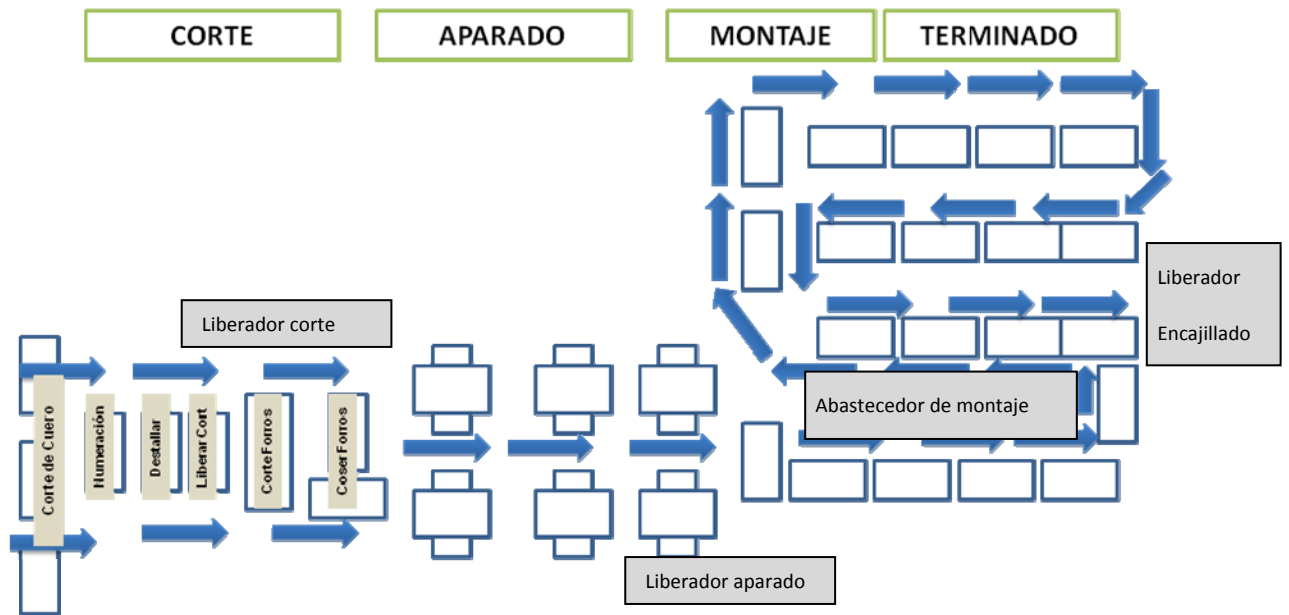 CORTE
APARADO
MONTAJE
TERMINADO
Liberador
Encajillado
Liberador corte
Abastecedor de montaje
Corte de Cuero
Numeración
Destallar
Liberar Cort
Corte Forros
Coser Forros
Liberador aparado